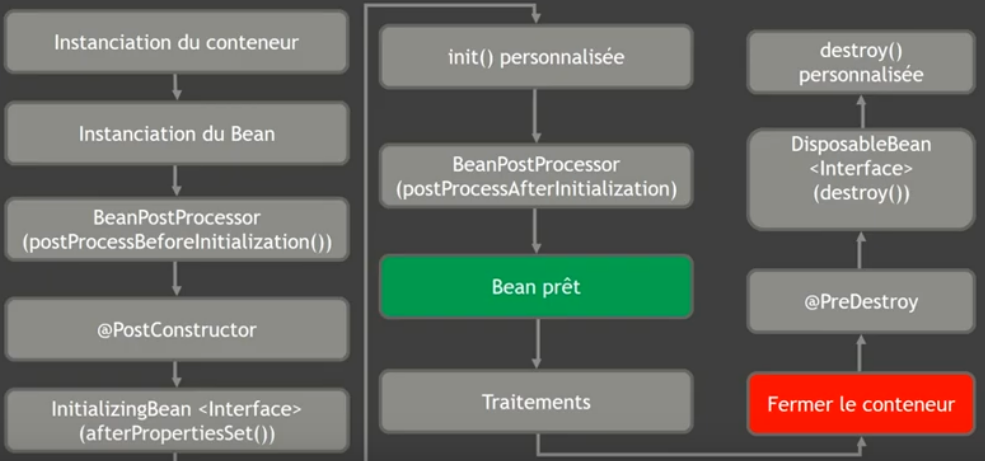 Instanciation du conteneur
Instanciation du Bean
BeanPostProcessor
(postProcessBeforeInitialization())
@PostConstructor
InitializingBean <Interface>
(afterPropertiesSet())
init() personnalisée
BeanPostProcessor
(postProcessAfterInitialization)
Bean prêt
Traitements
Fermer le conteneur
@PreDestroy
DisposableBean
<Interface>
(destroy())
destroy()
personnalisée